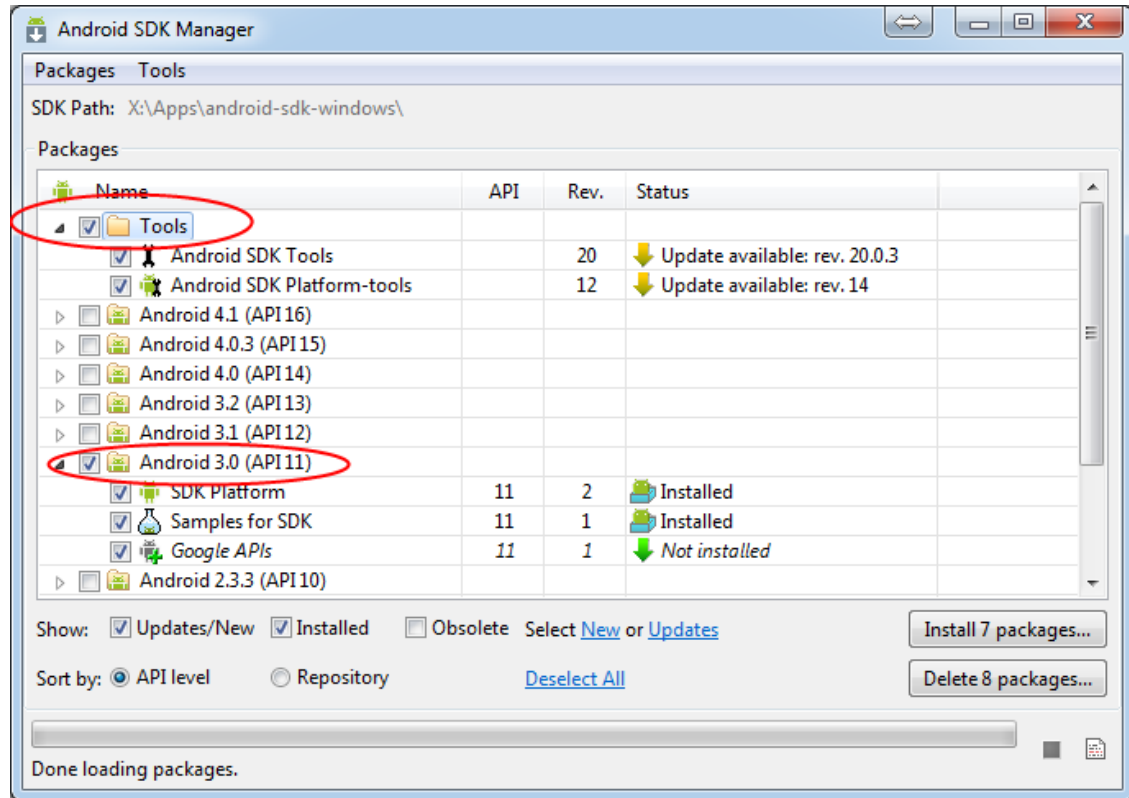 Android SDK Manager
Packages Tools
SDK Path: X:\Apps\android-sdk-windows\
Packages
Name API Rev. Status
Tools
Android SDK Tools 20 Update available: rev. 20.0.3
Android SDK Platform-tools 12 Update available: rev. 14
Android 4.1 (API 16)
Android 4.0.3 (API 15)
Android 4.0 (API 14)
Android 3.2 (API 13)
Android 3.1 (API 12)
Android 3.0 (API 11)
SDK Platform 11 2 Installed
Samples for SDK 11 1 Installed
Google APIs 11 1 Not installed
Android 2.3.3 (API 10)
Show: Updates/New Installed Obsolete Select New or Updates Install 7 packages...
Sort by: API level Repository Deselect All Delete 8 packages...
Done loading packages.